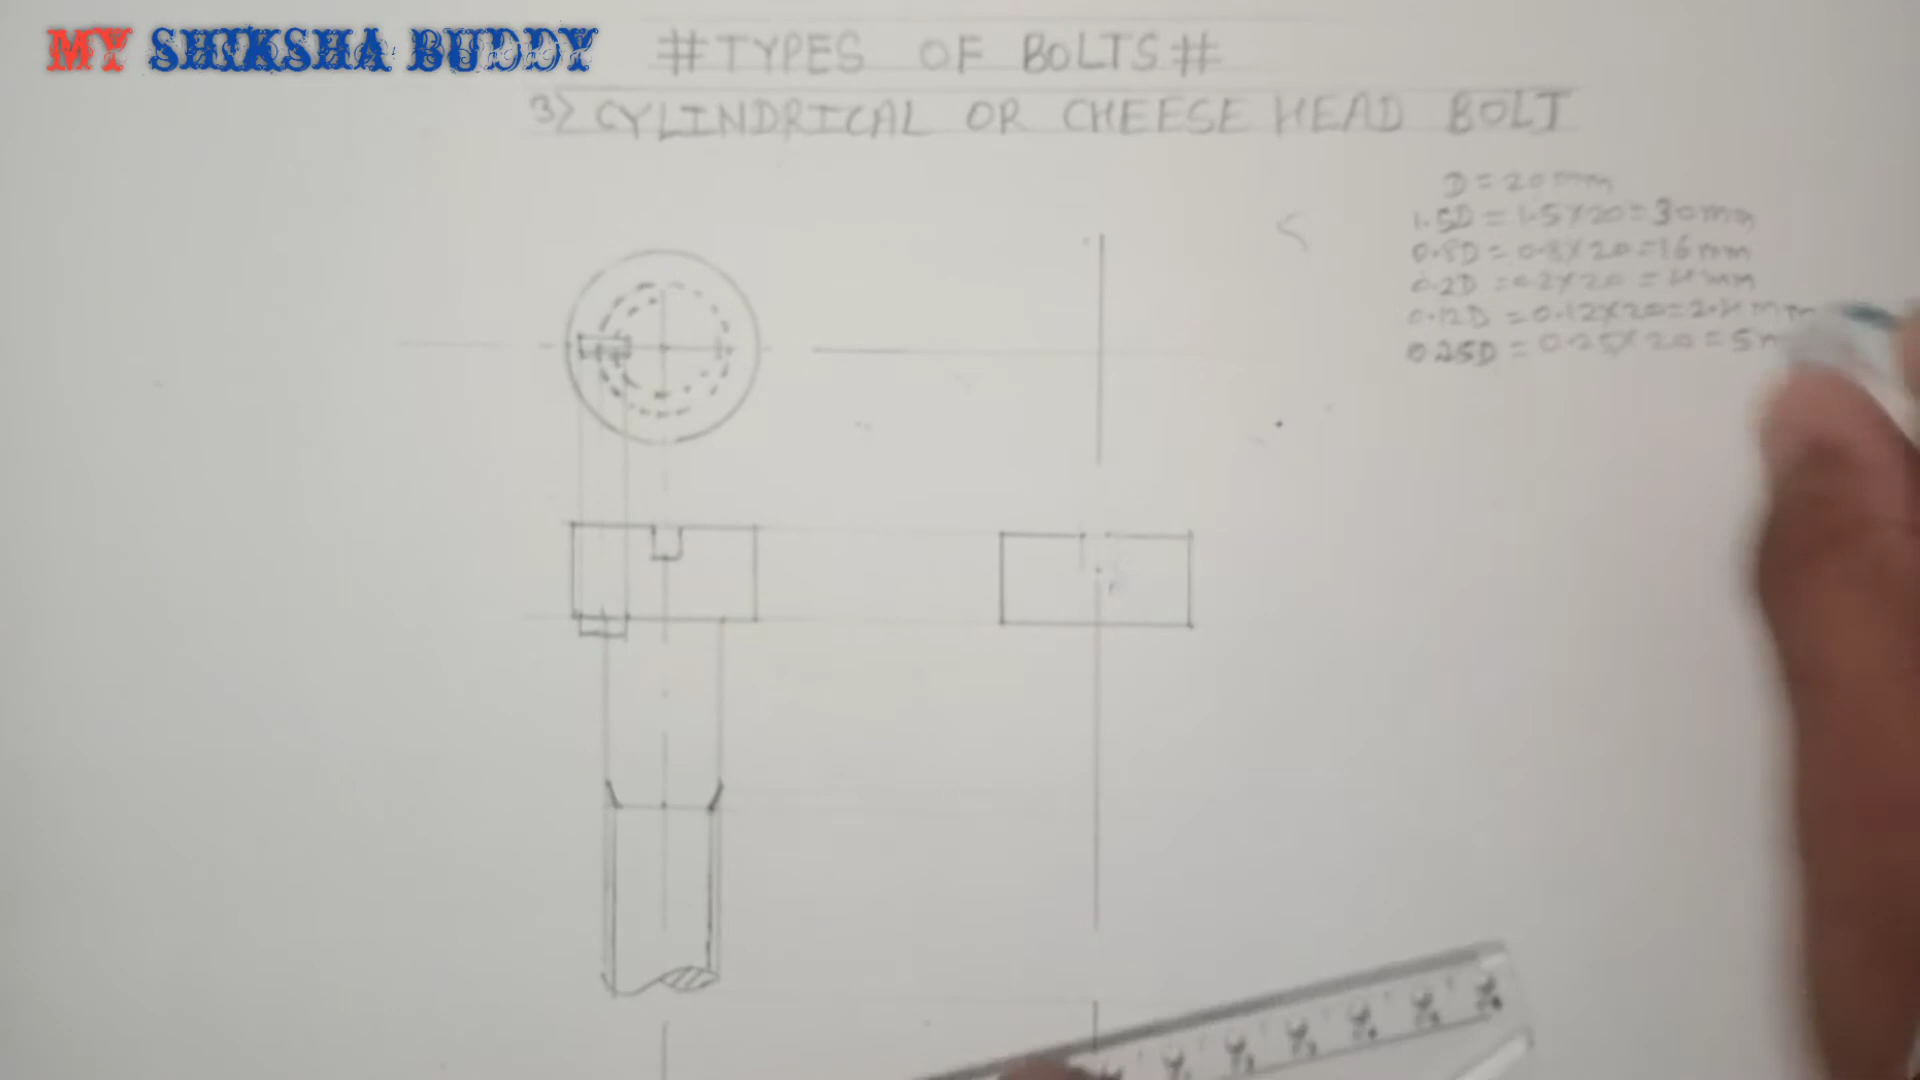 MY SHIKSHA BUDDY
#TYPES OF BOLTS#
3> CYLINDRICAL OR CHEESE HEAD BOLT
D = 20mm
1.5D = 1.5×20=30mm
0.8D = 0.8×20=16mm
0.2D = 0.2×20=4mm
0.12D = 0.12×20=2.4mm
0.25D = 0.25×20=5m